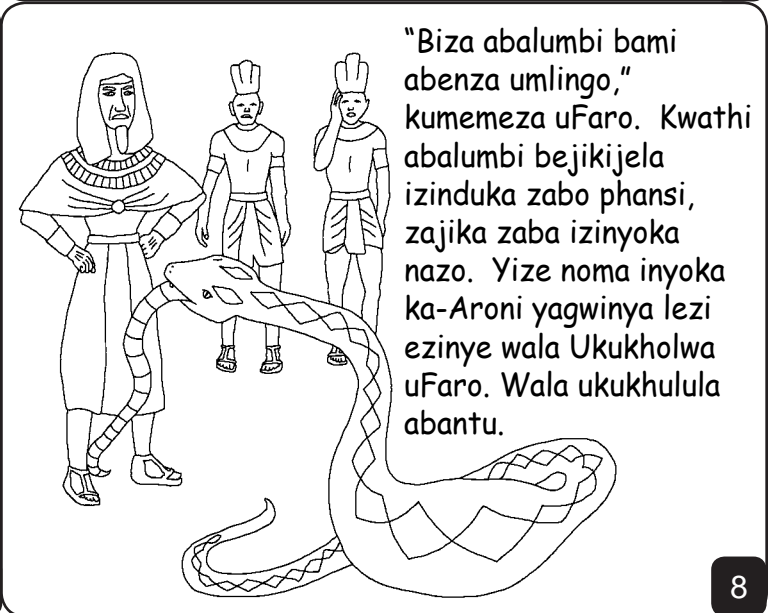 “Biza abalumbi bami
abenza umlingo,”
kumemeza uFaro.  Kwathi
abalumbi bejikijela
izinduka zabo phansi,
zajika zaba izinyoka
nazo.  Yize noma inyoka
ka-Aroni yagwinya lezi
ezinye wala Ukukholwa
uFaro. Wala ukukhulula
abantu.
8